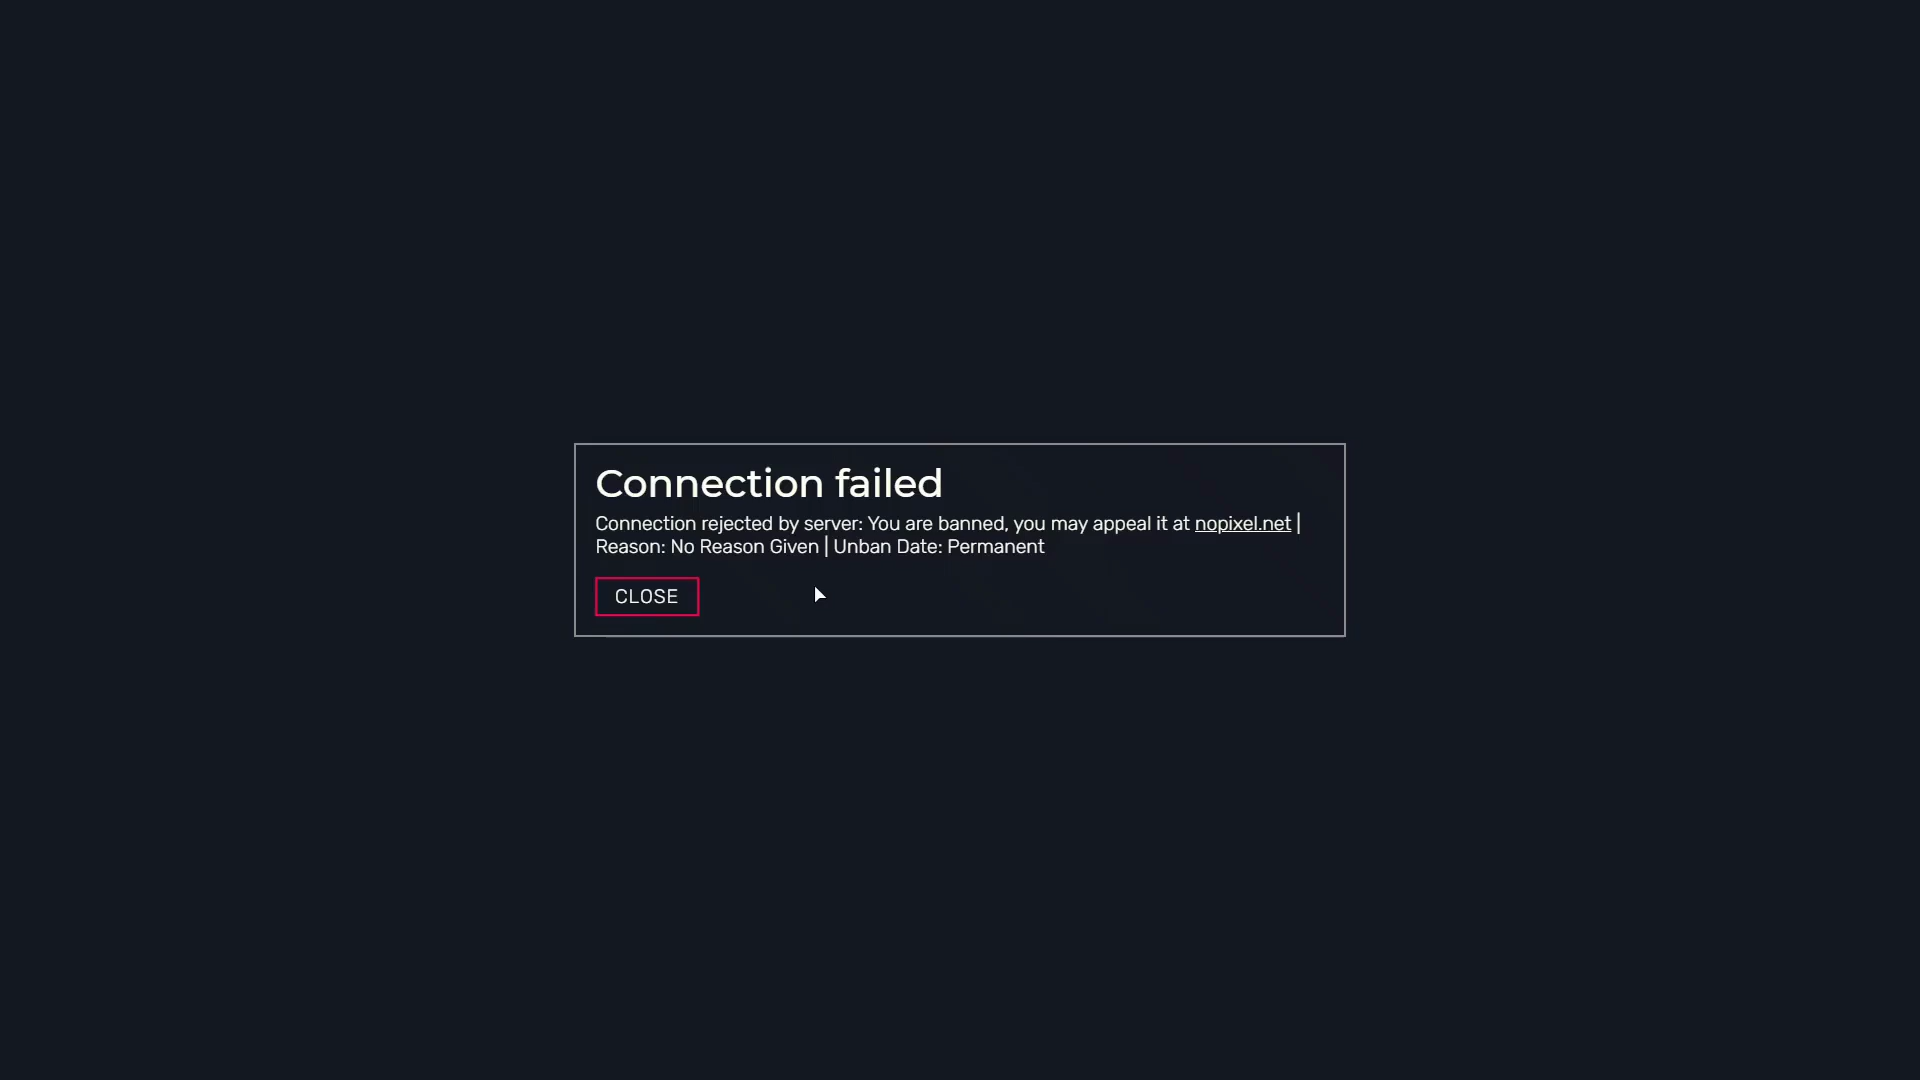 Connection failed
Connection rejected by server: You are banned, you may appeal it at nopixel.net |
Reason: No Reason Given | Unban Date: Permanent
CLOSE